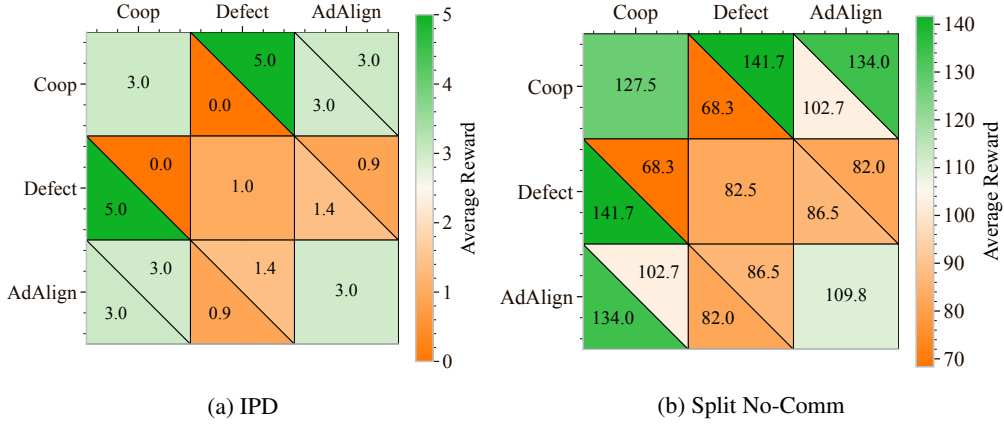 Coop Defect AdAlign
Coop 3.0 5.0 0.0 3.0 3.0
Defect 0.0 5.0 1.0 0.9 1.4
AdAlign 3.0 3.0 1.4 0.9 3.0
5
4
3
2
1
0
Average Reward
(a) IPD
Coop Defect AdAlign
Coop 127.5 141.7 68.3 134.0 102.7
Defect 68.3 141.7 82.5 82.0 86.5
AdAlign 102.7 134.0 86.5 82.0 109.8
140
130
120
110
100
90
80
70
Average Reward
(b) Split No-Comm